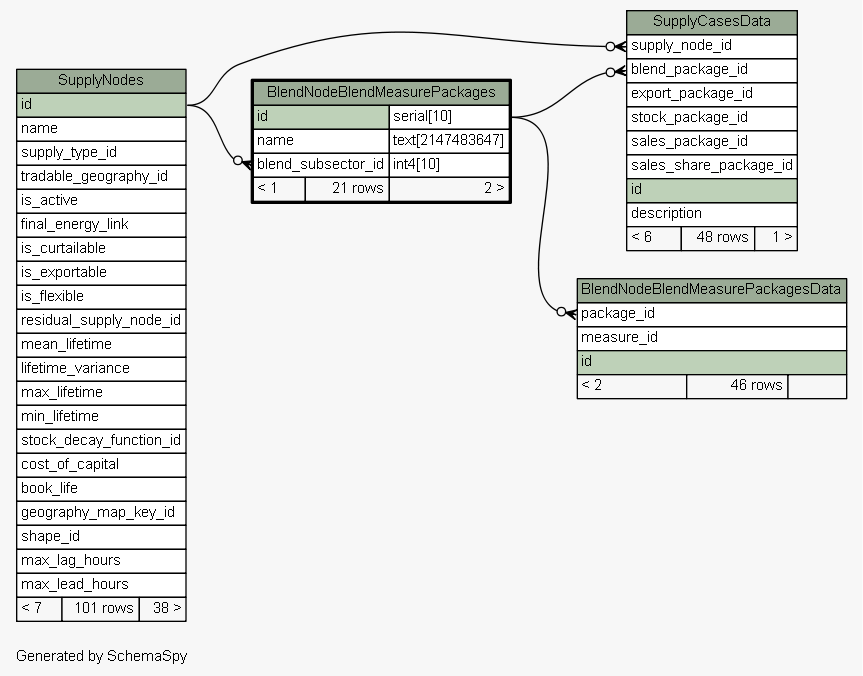 SupplyNodes
id
name
supply_type_id
tradable_geography_id
is_active
final_energy_link
is_curtailable
is_exportable
is_flexible
residual_supply_node_id
mean_lifetime
lifetime_variance
max_lifetime
min_lifetime
stock_decay_function_id
cost_of_capital
book_life
geography_map_key_id
shape_id
max_lag_hours
max_lead_hours
< 7 101 rows 38 >
BlendNodeBlendMeasurePackages
id serial[10]
name text[2147483647]
blend_subsector_id int4[10]
< 1 21 rows 2 >
SupplyCasesData
supply_node_id
blend_package_id
export_package_id
stock_package_id
sales_package_id
sales_share_package_id
id
description
< 6 48 rows 1 >
BlendNodeBlendMeasurePackagesData
package_id
measure_id
id
< 2 46 rows
Generated by SchemaSpy